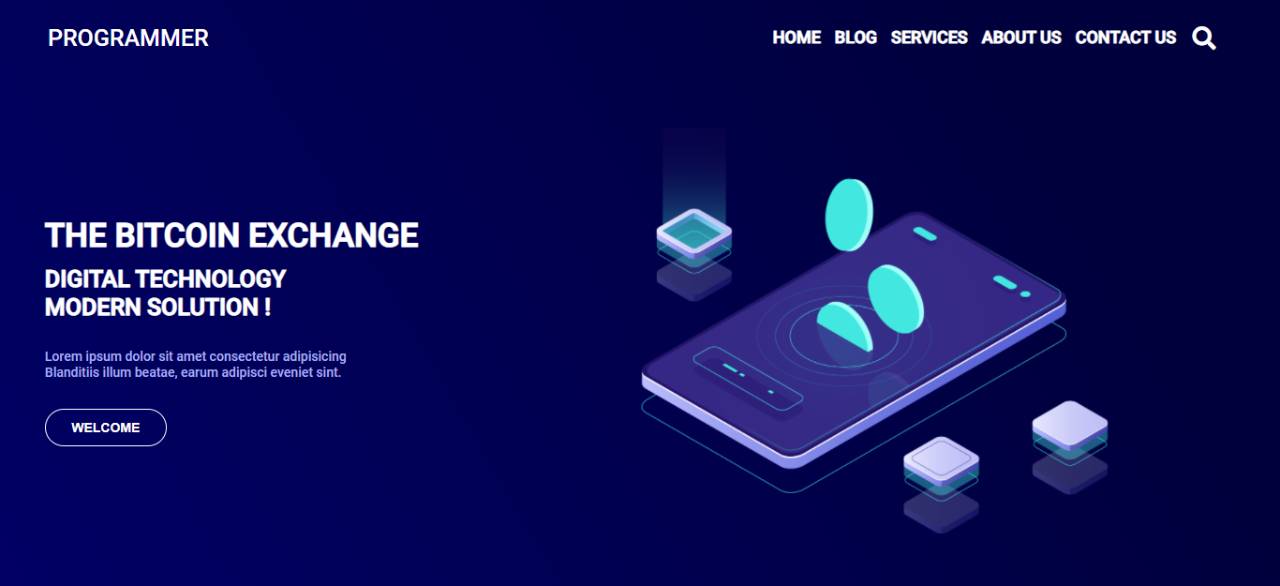 PROGRAMMER
HOME BLOG SERVICES ABOUT US CONTACT US
THE BITCOIN EXCHANGE
DIGITAL TECHNOLOGY
MODERN SOLUTION !
Lorem ipsum dolor sit amet consectetur adipisicing
Blanditiis illum beatae, earum adipisci eveniet sint.
WELCOME